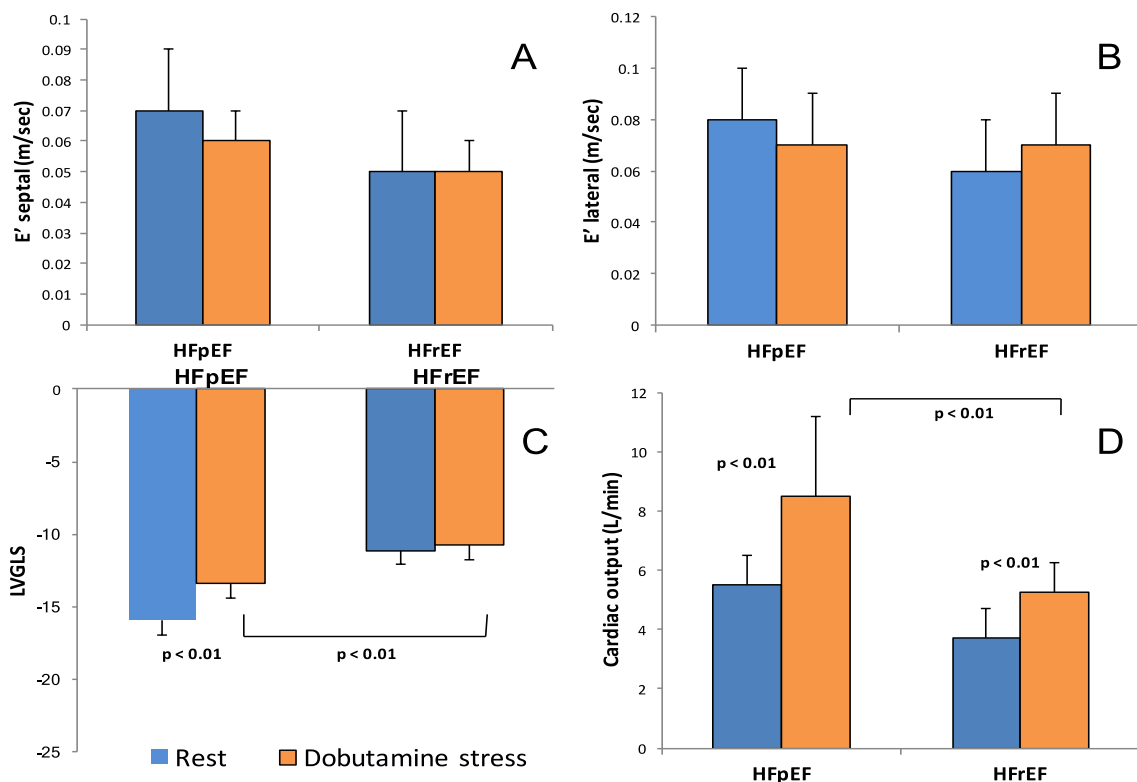 A
E’ septal (m/sec)
0.1
0.09
0.08
0.07
0.06
0.05
0.04
0.03
0.02
0.01
0
HFpEF
HFrEF
B
E’ lateral (m/sec)
0.12
0.1
0.08
0.06
0.04
0.02
0
HFpEF
HFrEF
HFpEF
HFrEF
C
LVGLS
0
-5
-10
-15
-20
-25
p < 0.01
p < 0.01
Rest
Dobutamine stress
D
Cardiac output (L/min)
12
10
8
6
4
2
0
p < 0.01
p < 0.01
p < 0.01
HFpEF
HFrEF